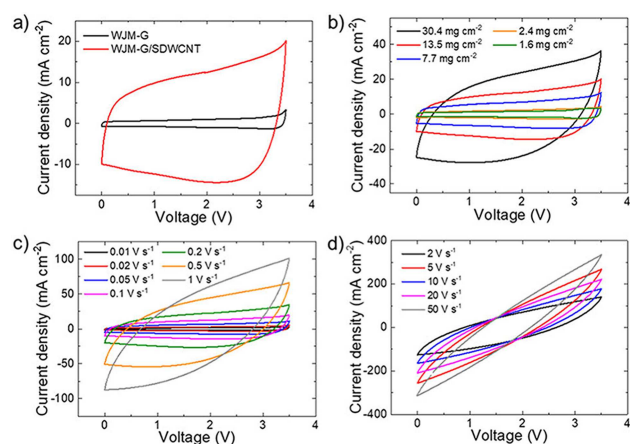 a)
WJM-G
WJM-G/SDWCNT
Current density (mA cm⁻²)
20
10
0
-10
0 1 2 3 4
Voltage (V)
b)
30.4 mg cm⁻² 2.4 mg cm⁻²
13.5 mg cm⁻² 1.6 mg cm⁻²
7.7 mg cm⁻²
Current density (mA cm⁻²)
40
20
0
-20
-40
0 1 2 3 4
Voltage (V)
c)
0.01 V s⁻¹ 0.2 V s⁻¹
0.02 V s⁻¹ 0.5 V s⁻¹
0.05 V s⁻¹ 1 V s⁻¹
0.1 V s⁻¹
Current density (mA cm⁻²)
100
50
0
-50
-100
0 1 2 3 4
Voltage (V)
d)
2 V s⁻¹
5 V s⁻¹
10 V s⁻¹
20 V s⁻¹
50 V s⁻¹
Current density (mA cm⁻²)
400
200
0
-200
-400
0 1 2 3 4
Voltage (V)